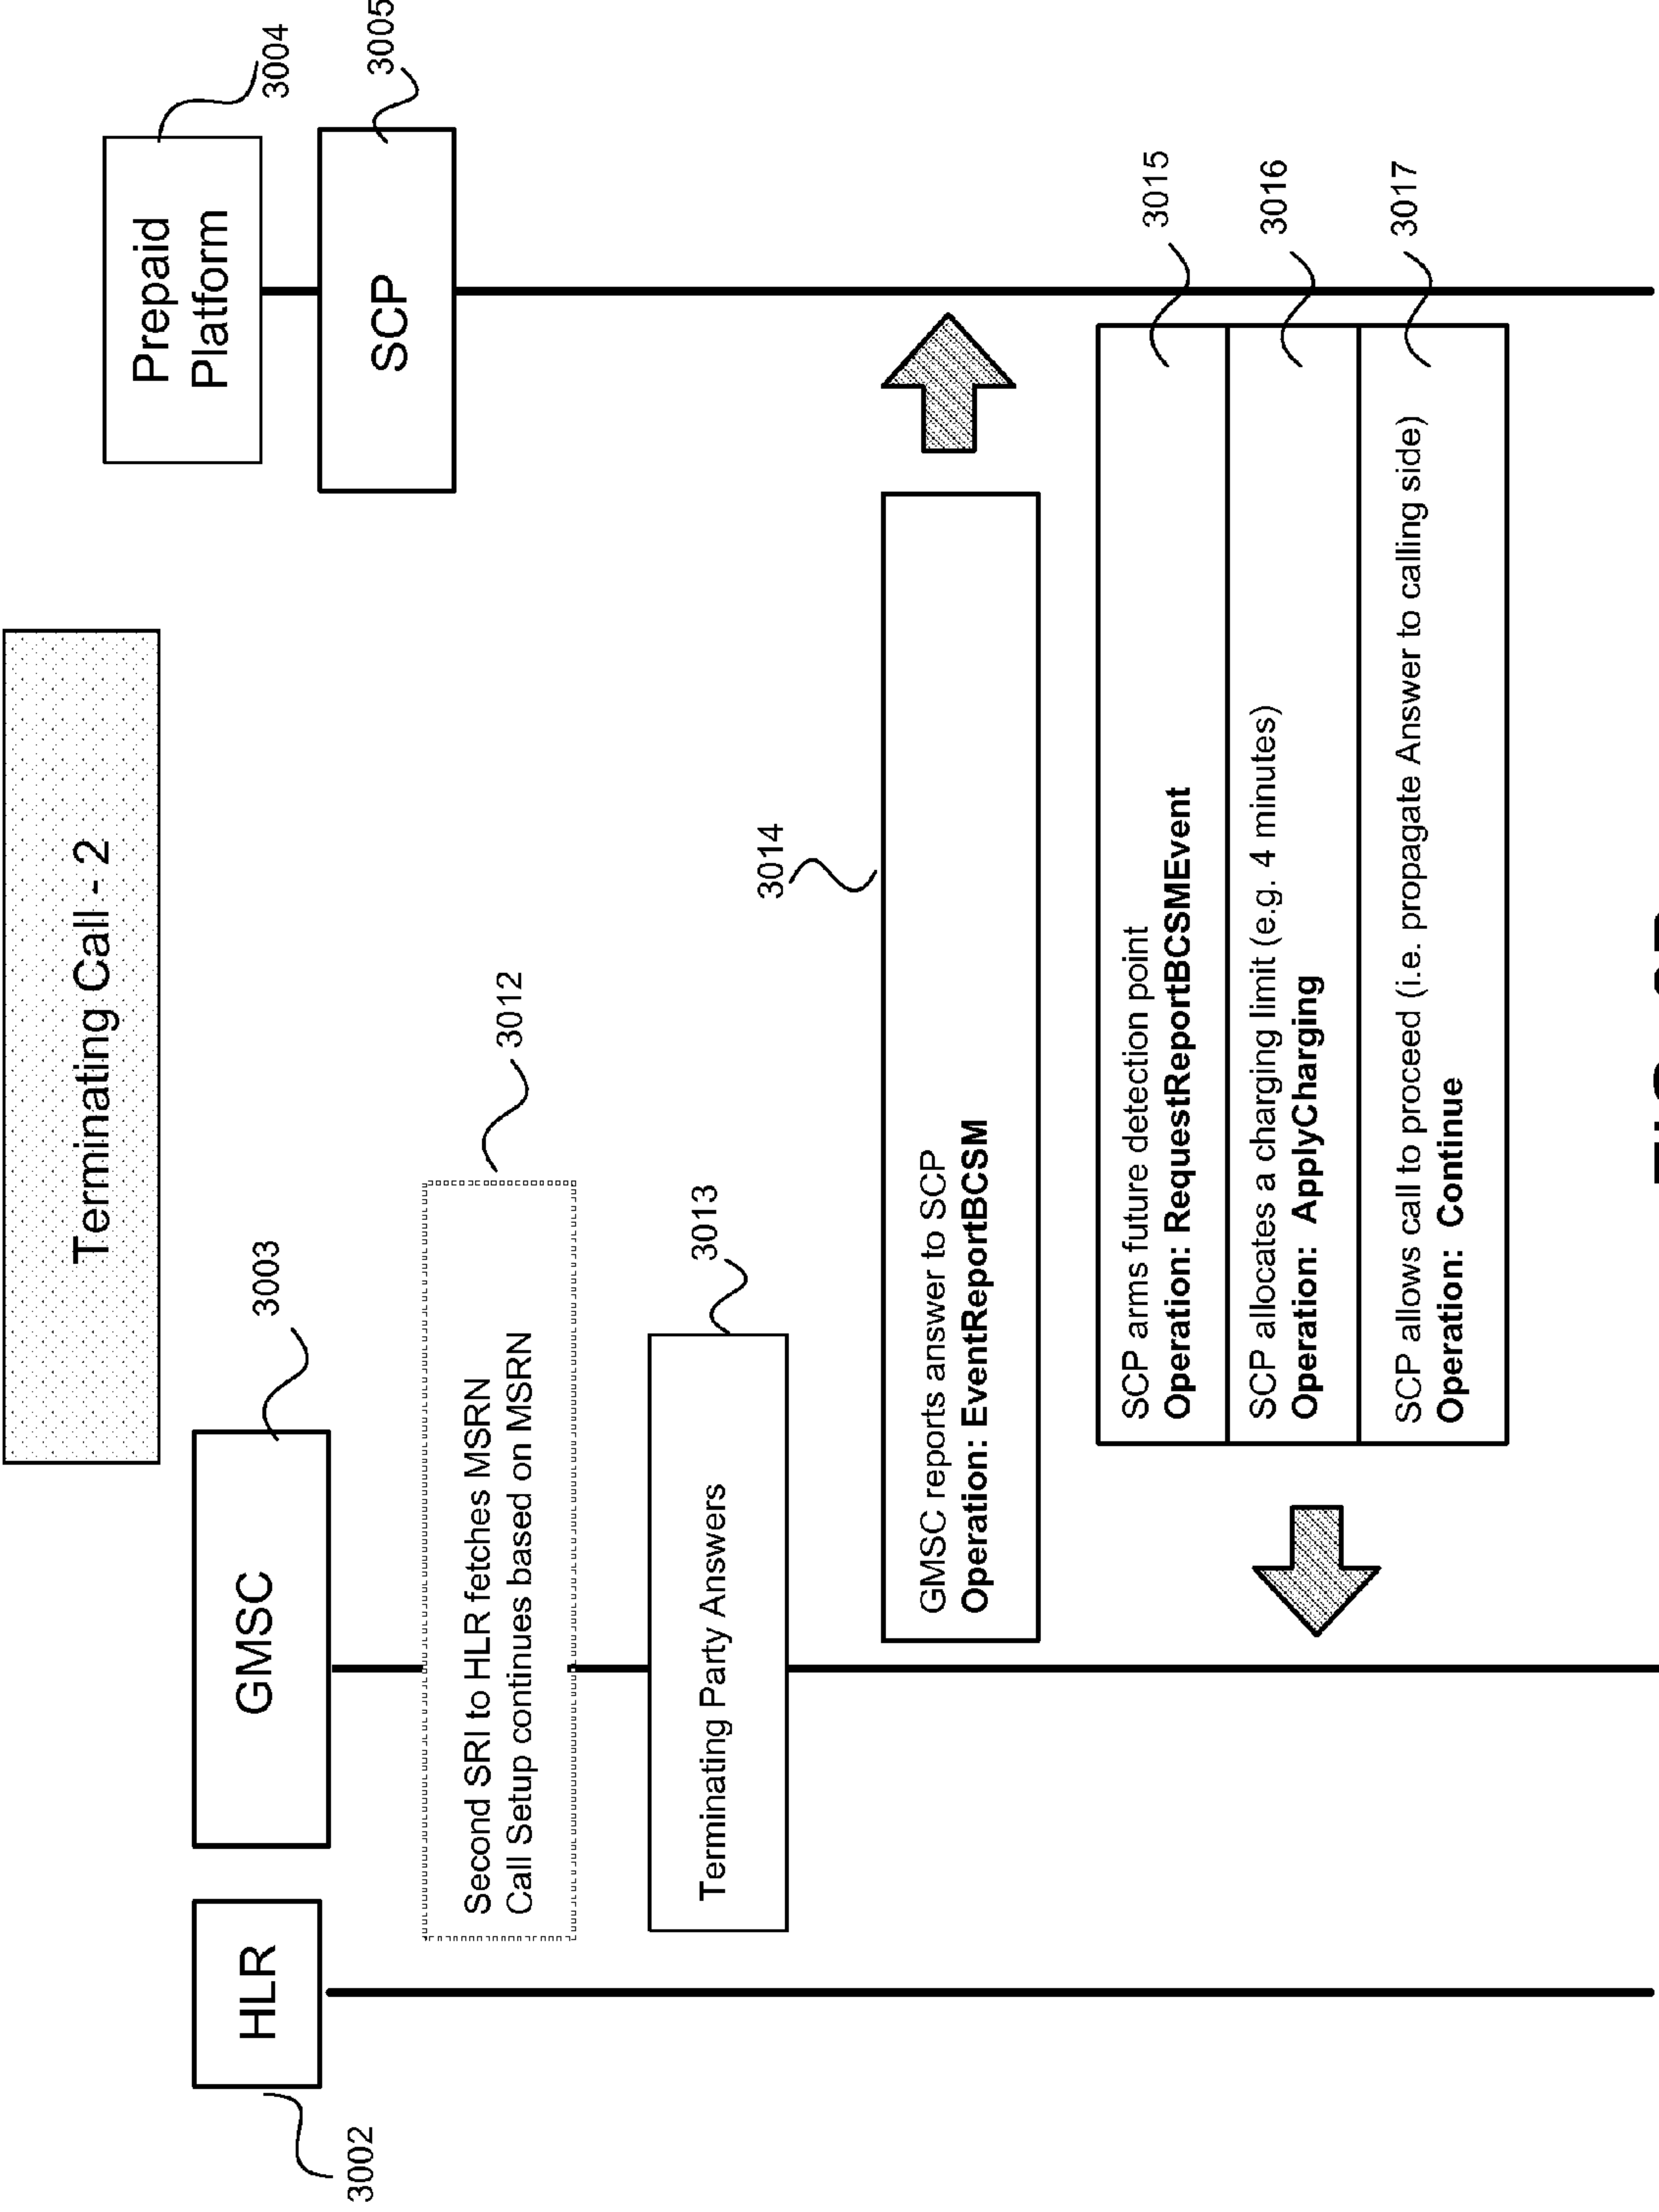 Terminating Call - 2
3002
HLR
GMSC
3003
Prepaid
Platform
3004
SCP
3005
Second SRI to HLR fetches MSRN
Call Setup continues based on MSRN
3012
Terminating Party Answers
3013
3014
GMSC reports answer to SCP
Operation: EventReportBCSM
SCP arms future detection point
Operation: RequestReportBCSMEvent
3015
SCP allocates a charging limit (e.g. 4 minutes)
Operation: ApplyCharging
3016
SCP allows call to proceed (i.e. propagate Answer to calling side)
Operation: Continue
3017